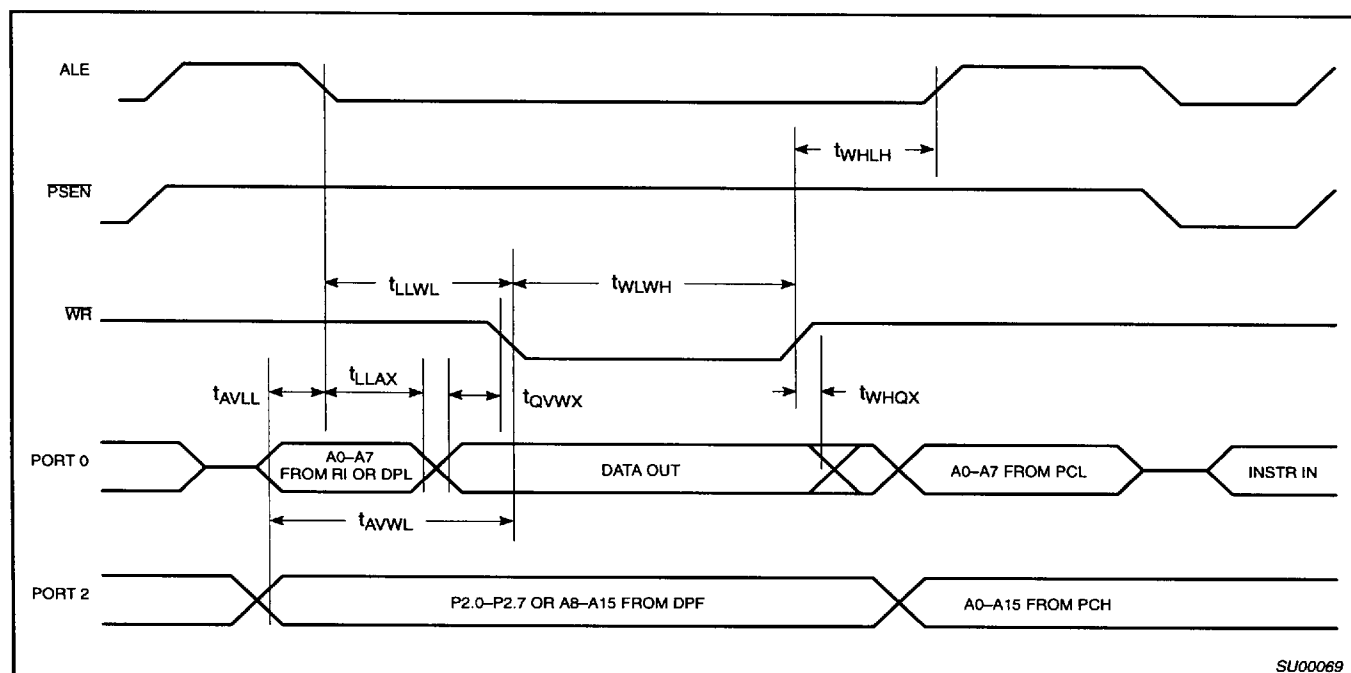 ALE
tWHLH
PSEN
tLLWL
tWLWH
WR
tAVLL
tLLAX
tQVWX
tWHQX
PORT 0
A0–A7
FROM RI OR DPL
DATA OUT
A0–A7 FROM PCL
INSTR IN
tAVWL
PORT 2
P2.0–P2.7 OR A8–A15 FROM DPF
A0–A15 FROM PCH
SU00069